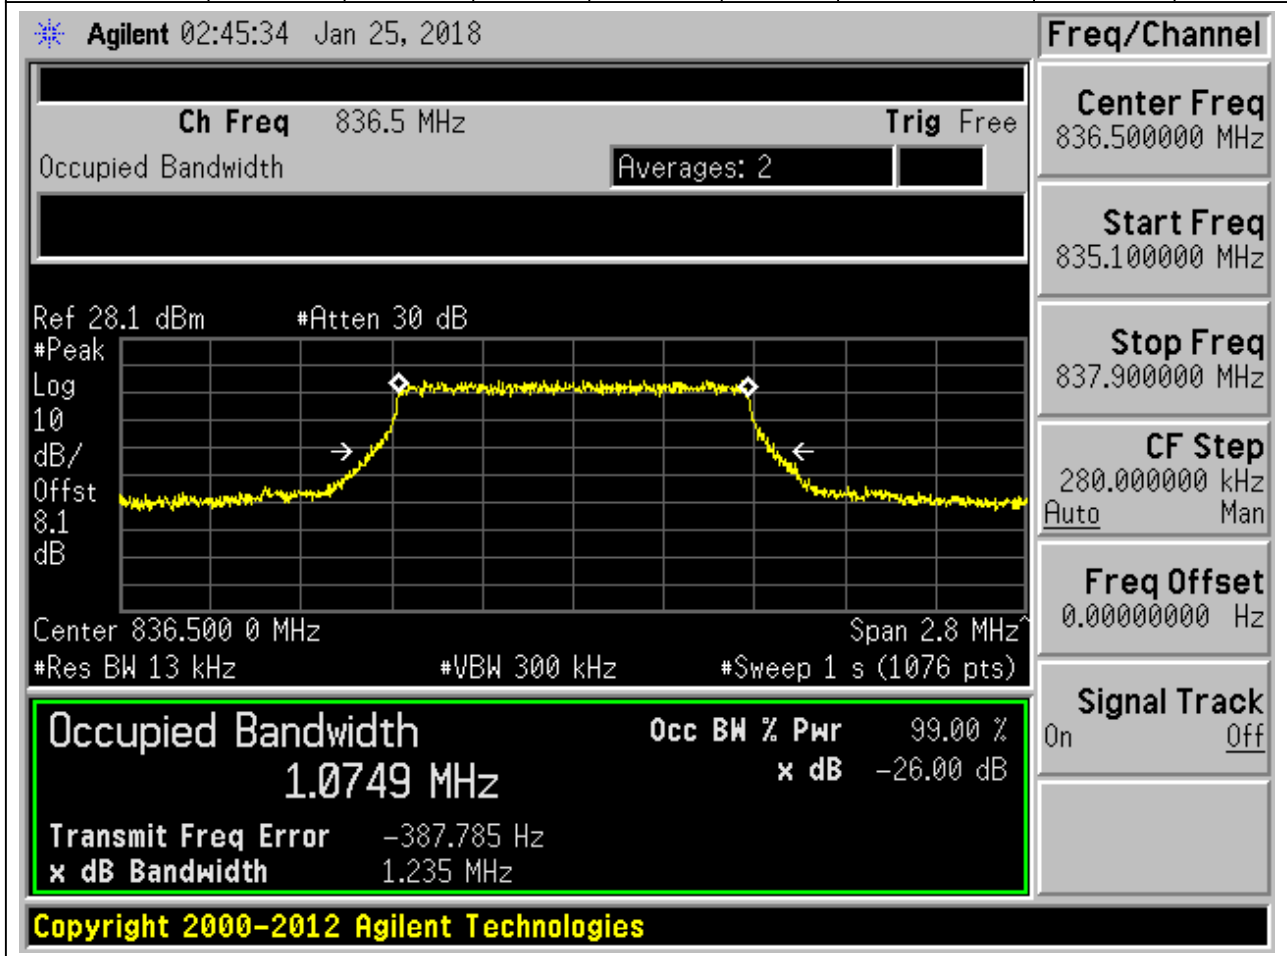 Agilent 02:45:34 Jan 25, 2018
Freq/Channel
Ch Freq 836.5 MHz Trig Free
Occupied Bandwidth Averages: 2
Ref 28.1 dBm #Atten 30 dB
#Peak
Log
10
dB/
Offst
8.1
dB
Center 836.500 0 MHz Span 2.8 MHz^
#Res BW 13 kHz #VBW 300 kHz #Sweep 1 s (1076 pts)
Occupied Bandwidth Occ BW % Pwr 99.00 %
1.0749 MHz x dB -26.00 dB
Transmit Freq Error -387.785 Hz
x dB Bandwidth 1.235 MHz
Copyright 2000-2012 Agilent Technologies
Center Freq
836.500000 MHz
Start Freq
835.100000 MHz
Stop Freq
837.900000 MHz
CF Step
280.000000 kHz
Auto Man
Freq Offset
0.00000000 Hz
Signal Track
On Off